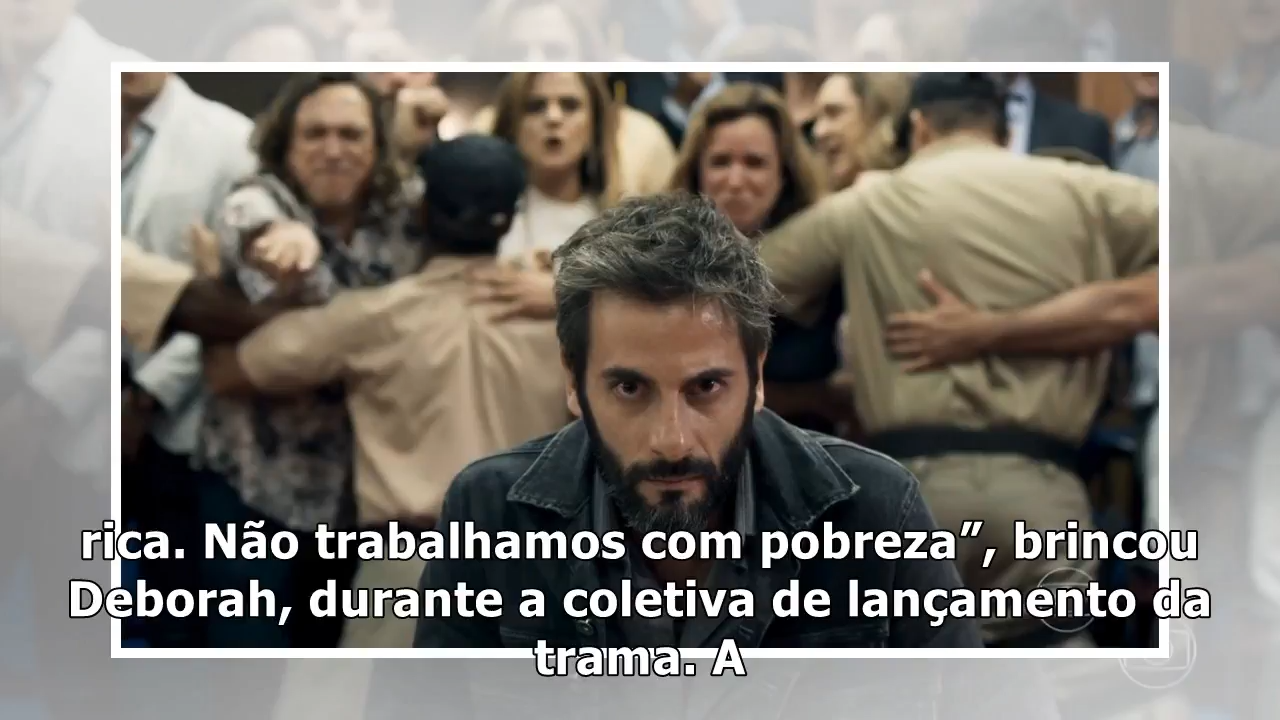 rica. Não trabalhamos com pobreza”, brincou
Deborah, durante a coletiva de lançamento da
trama. A